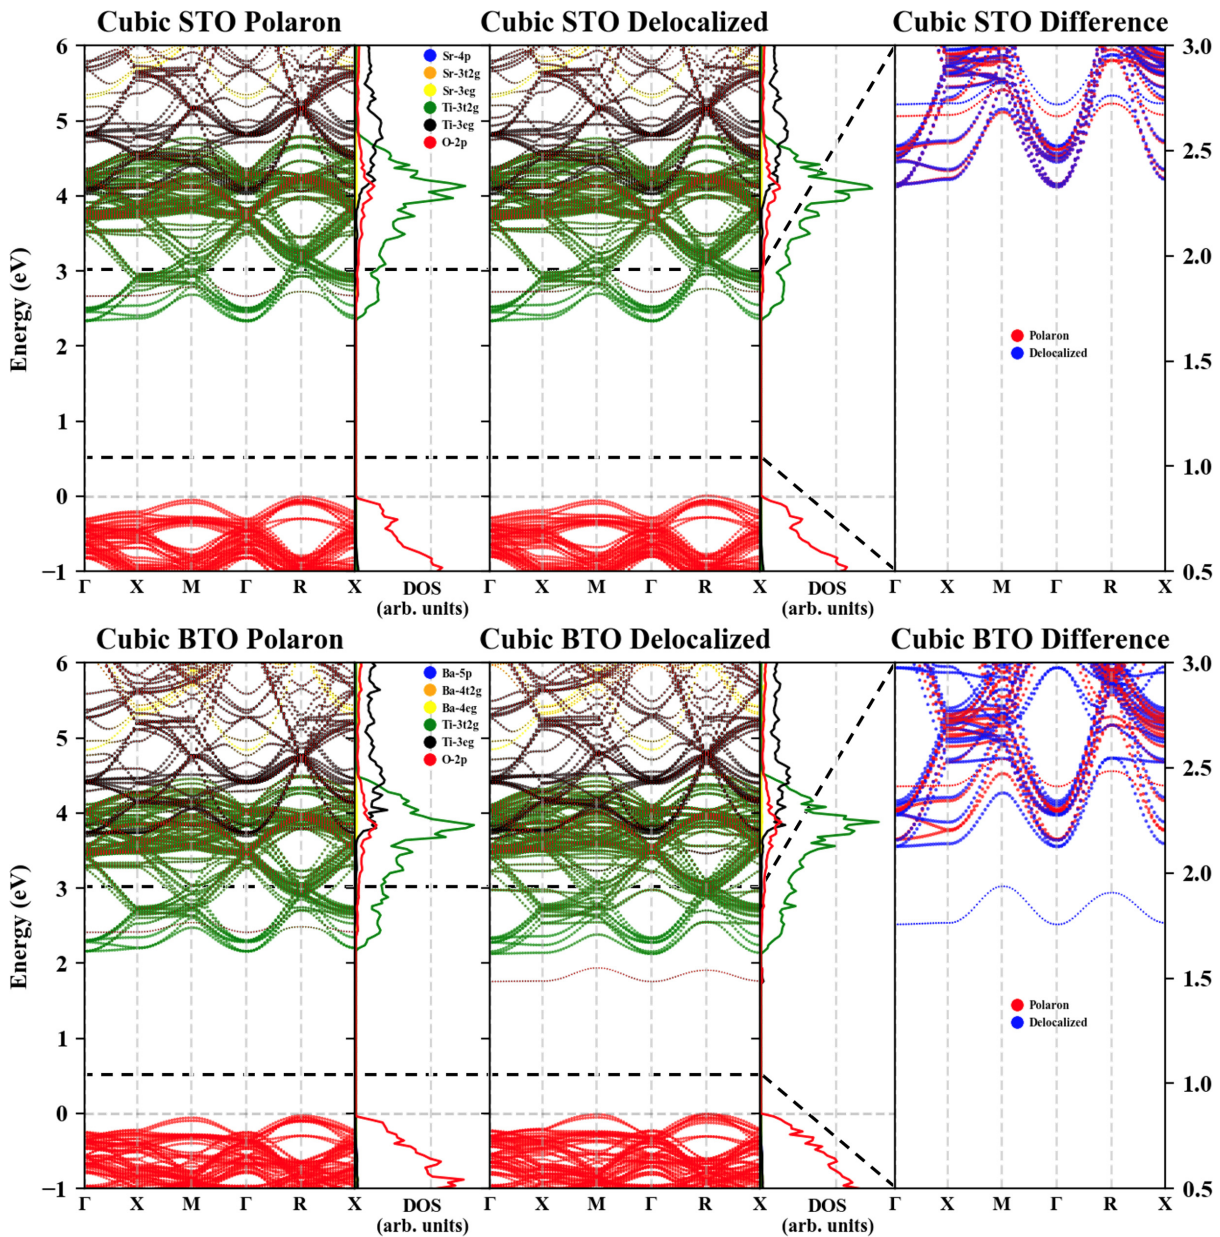 Cubic STO Polaron
Cubic STO Delocalized
Cubic STO Difference
Energy (eV)
6
5
4
3
2
1
0
−1
Sr-4p
Sr-3t2g
Sr-3eg
Ti-3t2g
Ti-3eg
O-2p
Polaron
Delocalized
3.0
2.5
2.0
1.5
1.0
0.5
Γ X M Γ R X DOS Γ X M Γ R X DOS Γ X M Γ R X
(arb. units) (arb. units)
Cubic BTO Polaron
Cubic BTO Delocalized
Cubic BTO Difference
Energy (eV)
6
5
4
3
2
1
0
−1
Ba-5p
Ba-4t2g
Ba-4eg
Ti-3t2g
Ti-3eg
O-2p
Polaron
Delocalized
3.0
2.5
2.0
1.5
1.0
0.5
Γ X M Γ R X DOS Γ X M Γ R X DOS Γ X M Γ R X
(arb. units) (arb. units)